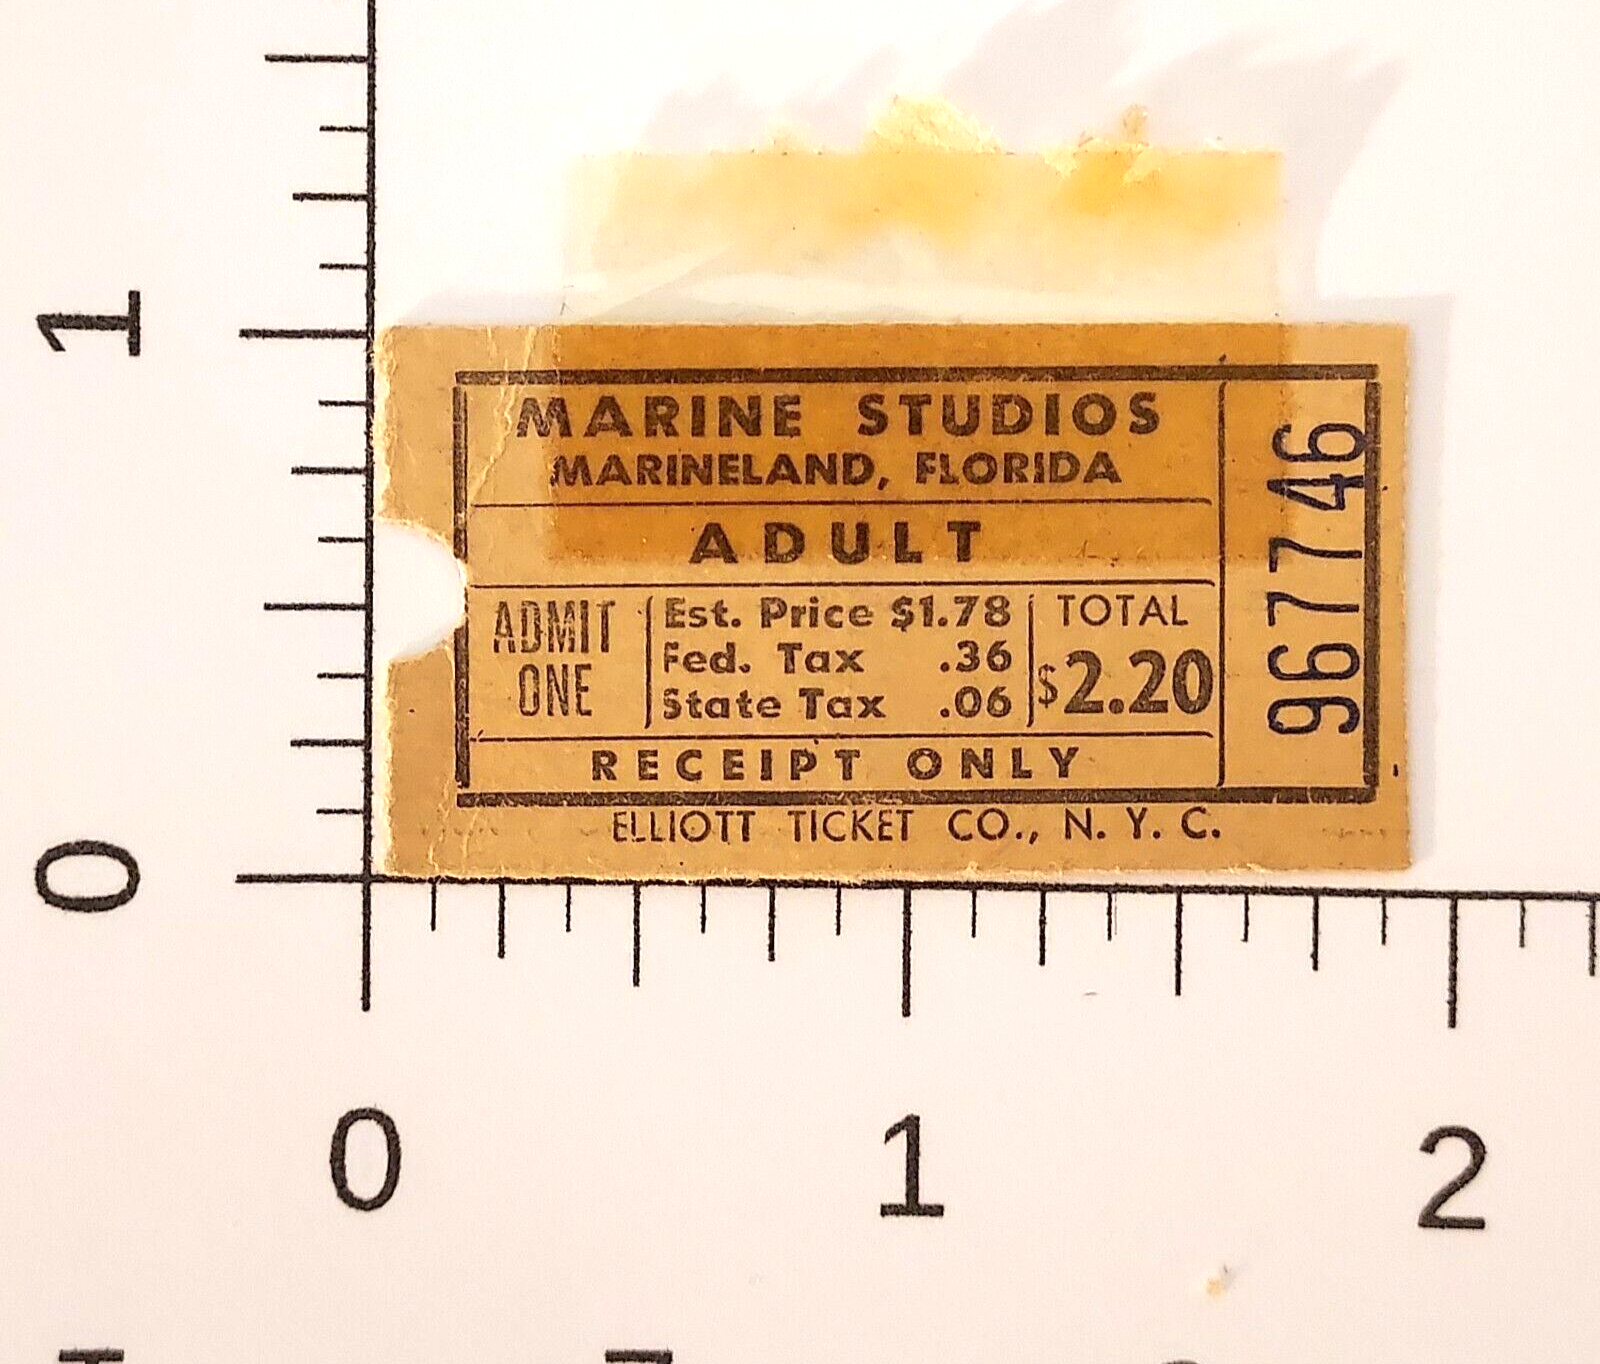 MARINE STUDIOS
MARINELAND, FLORIDA
ADULT
ADMIT
ONE
Est. Price $1.78
Fed. Tax .36
State Tax .06
TOTAL
$2.20
RECEIPT ONLY
967746
ELLIOTT TICKET CO., N. Y. C.
1
0
0
1
2